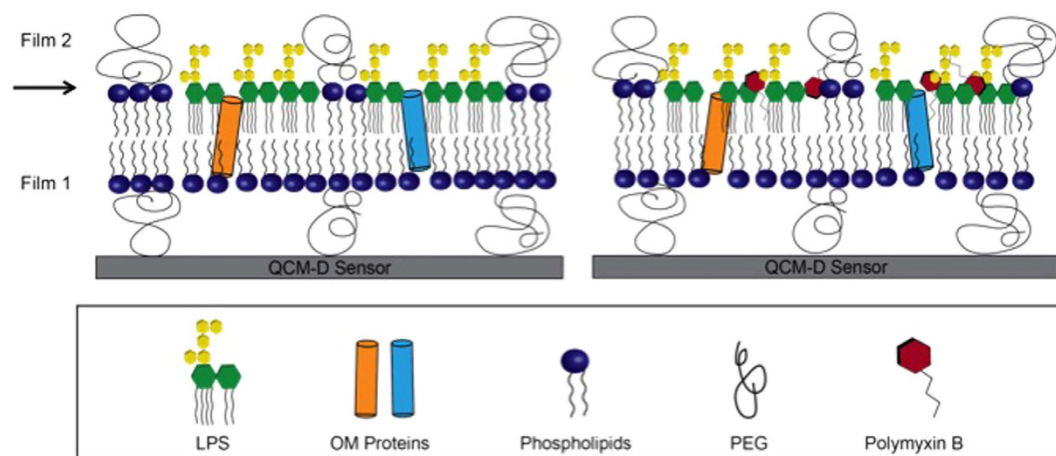 Film 2
Film 1
QCM-D Sensor
QCM-D Sensor
LPS
OM Proteins
Phospholipids
PEG
Polymyxin B